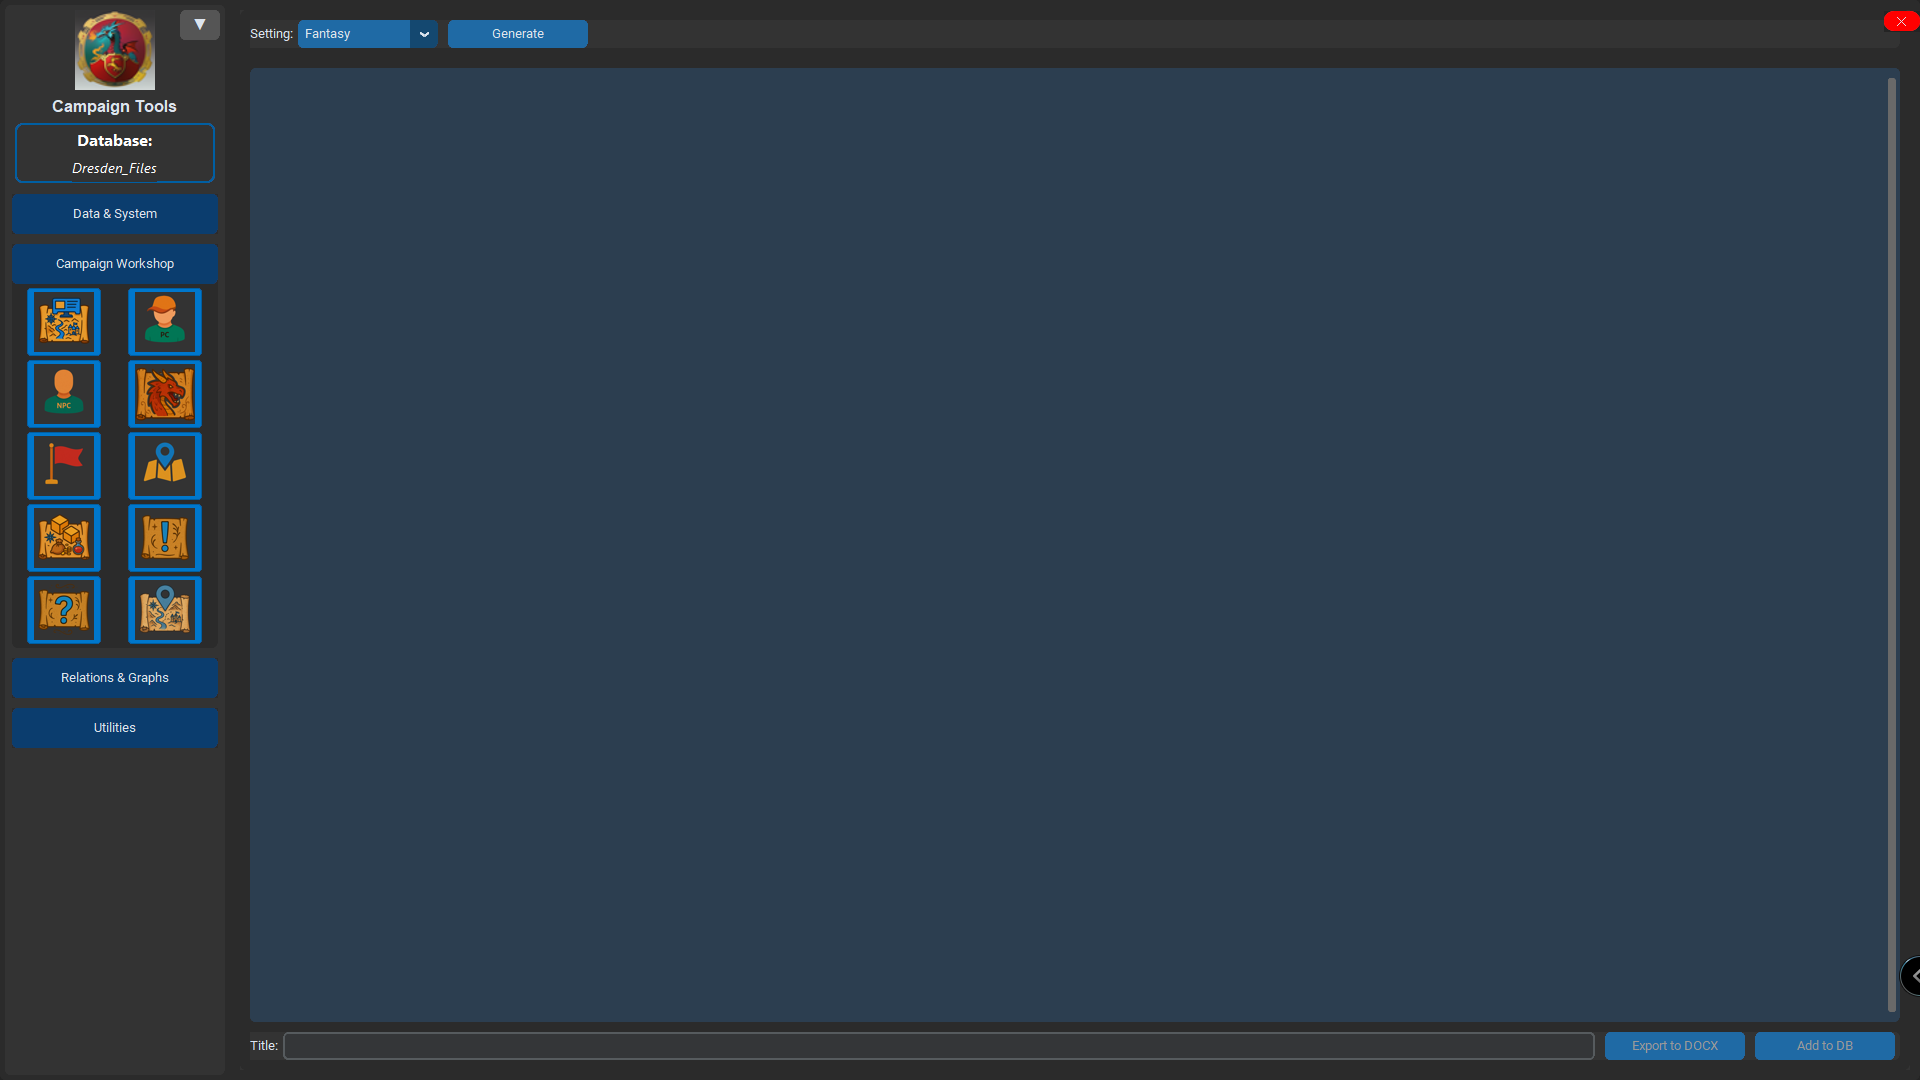 Setting:
Fantasy
Generate
Campaign Tools
Database:
Dresden_Files
Data & System
Campaign Workshop
PC
NPC
!
?
Relations & Graphs
Utilities
Title:
Export to DOCX
Add to DB